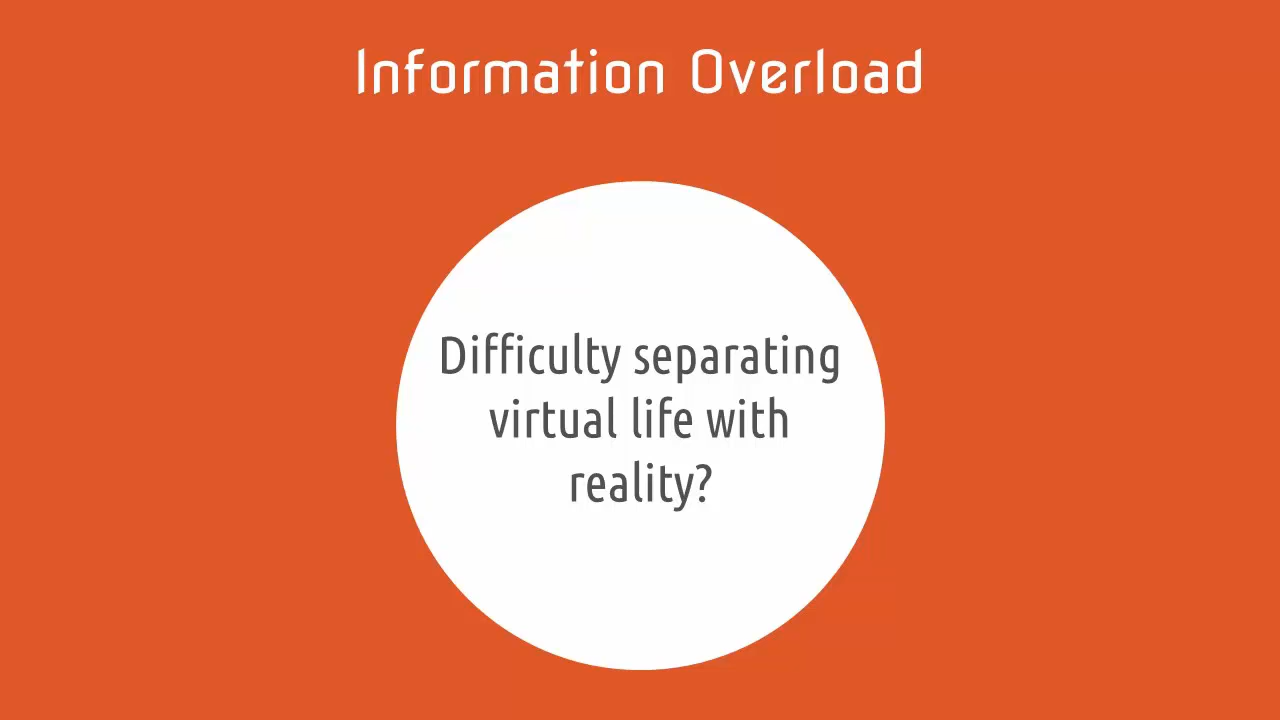 Information Overload
Difficulty separating
virtual life with
reality?